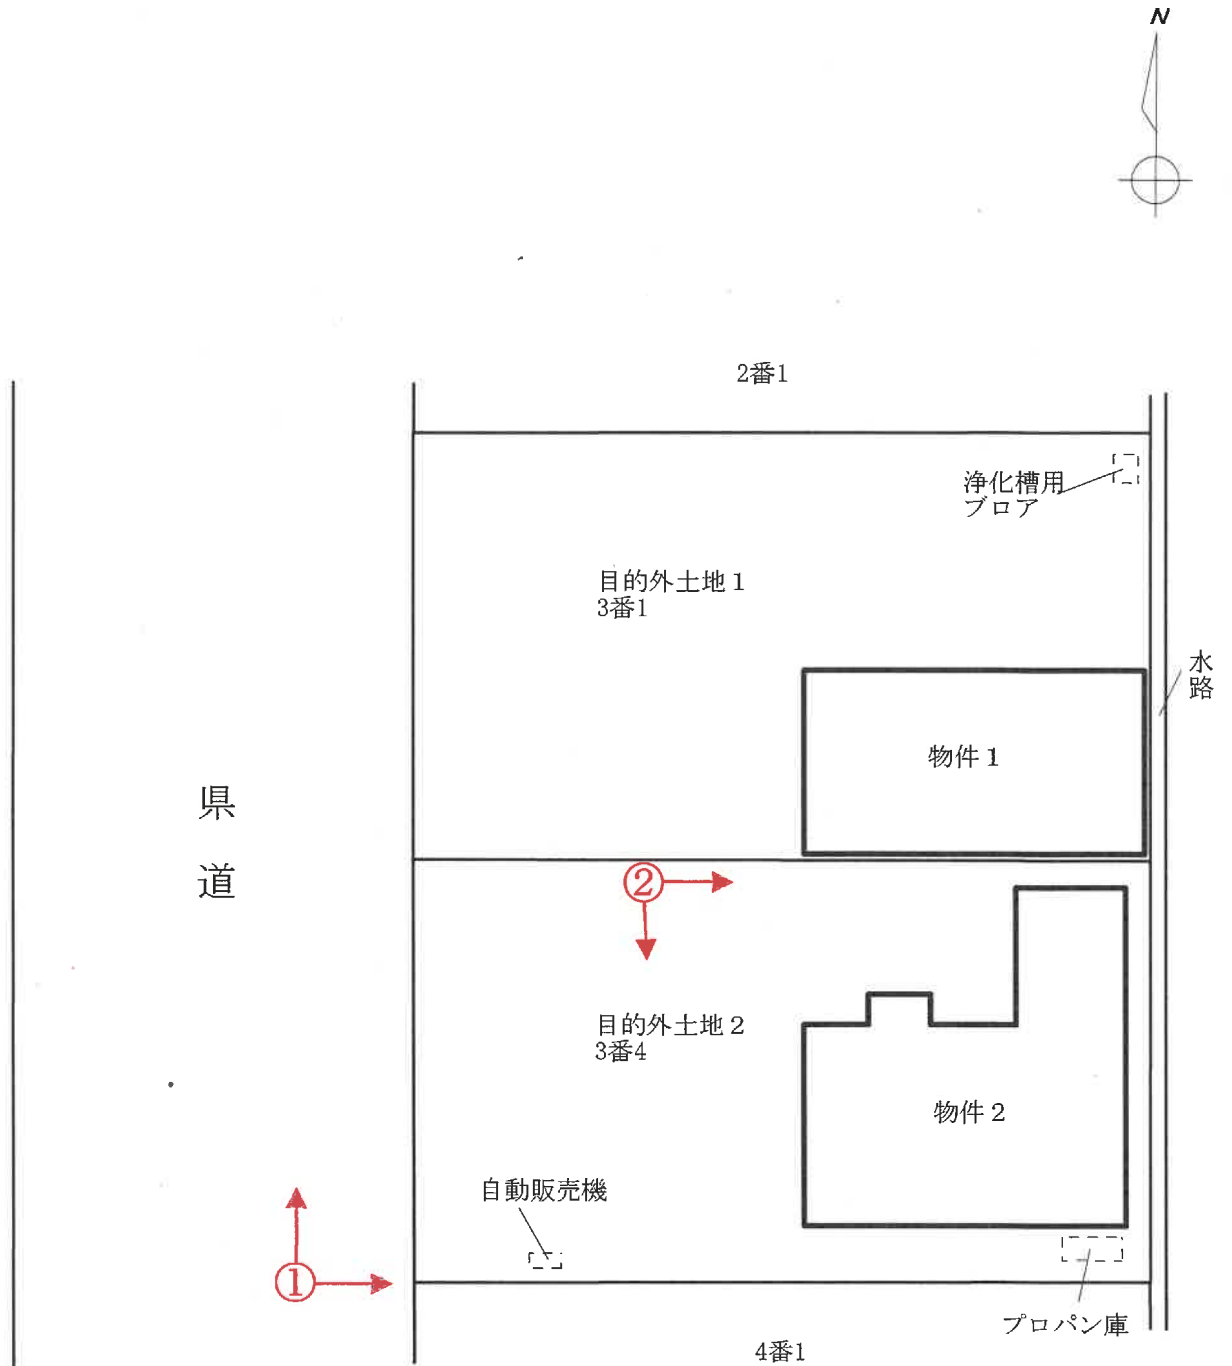 N
2番1
浄化槽用
ブロア
目的外土地１
3番1
水
路
物件１
県
道
②
目的外土地２
3番4
物件２
自動販売機
①
プロパン庫
4番1